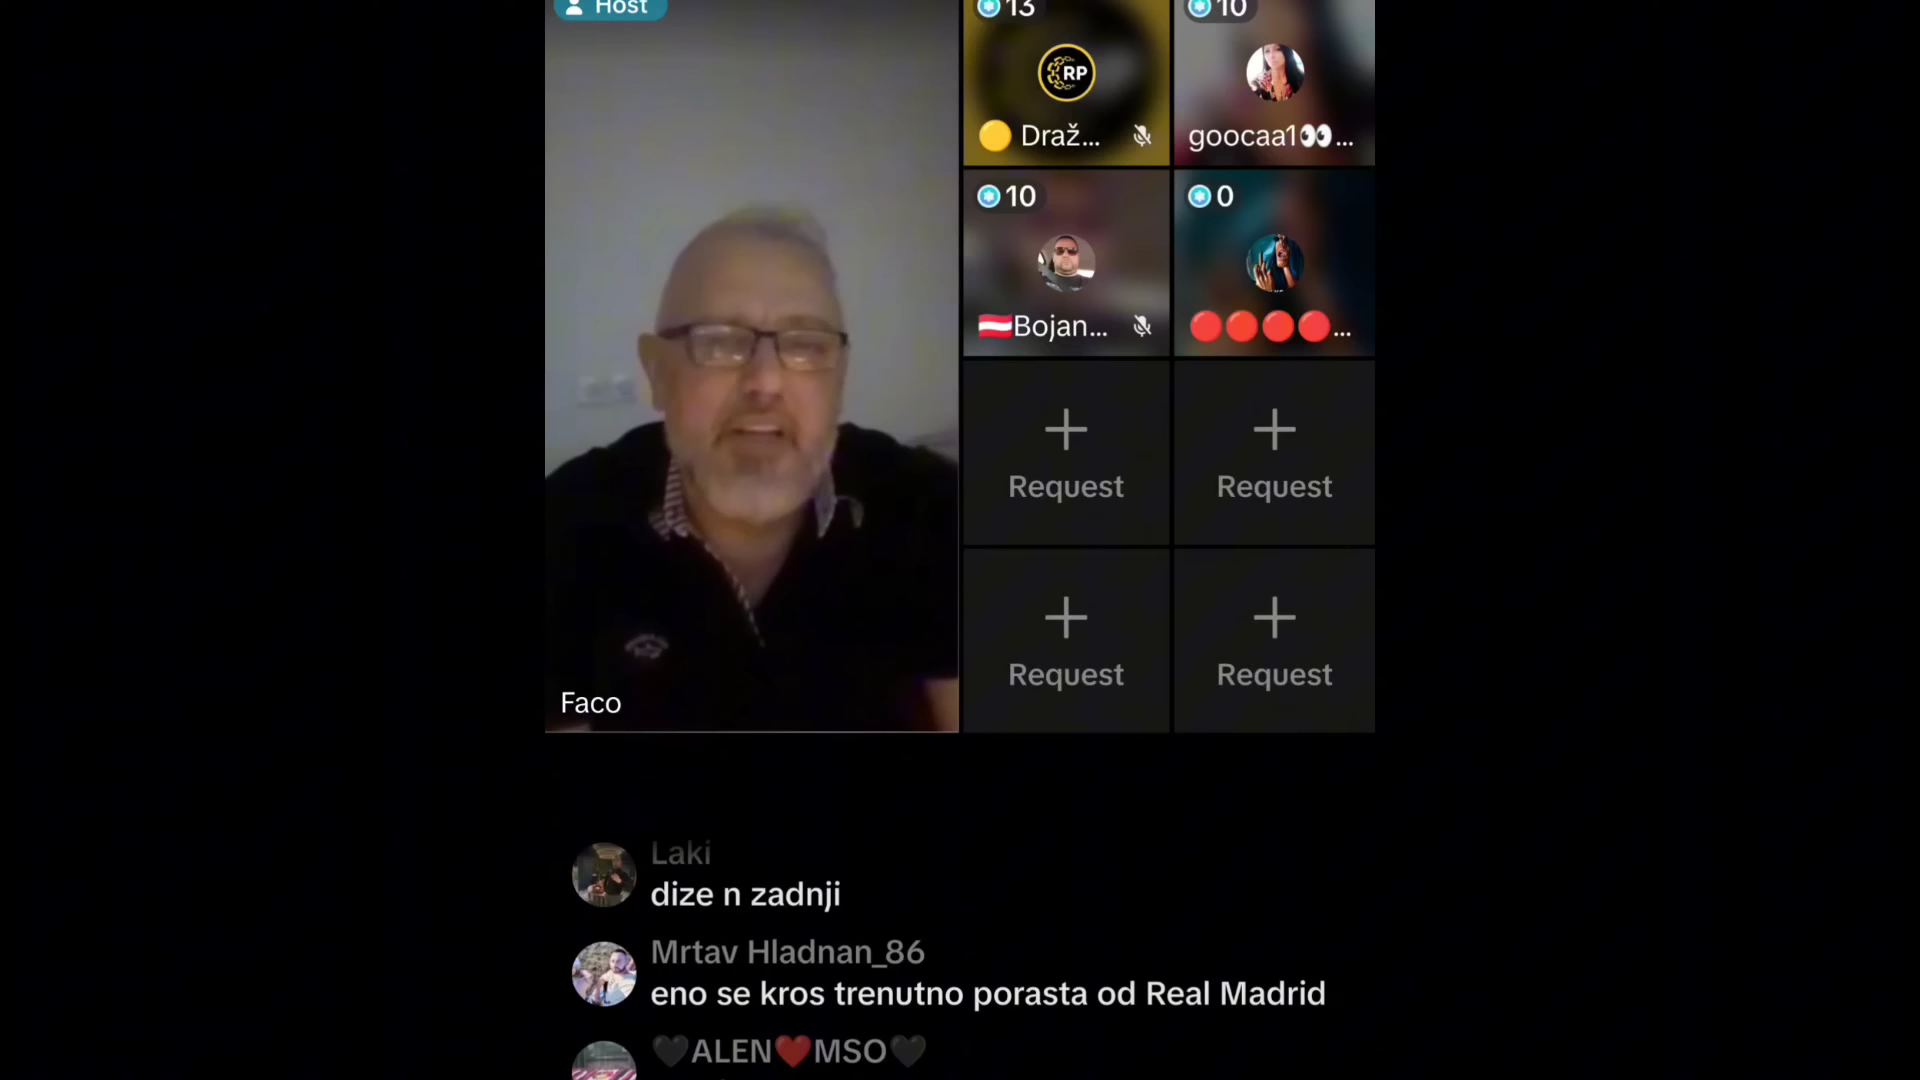 Host
13
10
RP
🟡 Draž...
goocaa1👀...
10
0
🇦🇹Bojan...
🔴🔴🔴🔴...
Request
Request
Request
Request
Faco
Laki
dize n zadnji
Mrtav Hladnan_86
eno se kros trenutno porasta od Real Madrid
🖤ALEN❤️MSO🖤